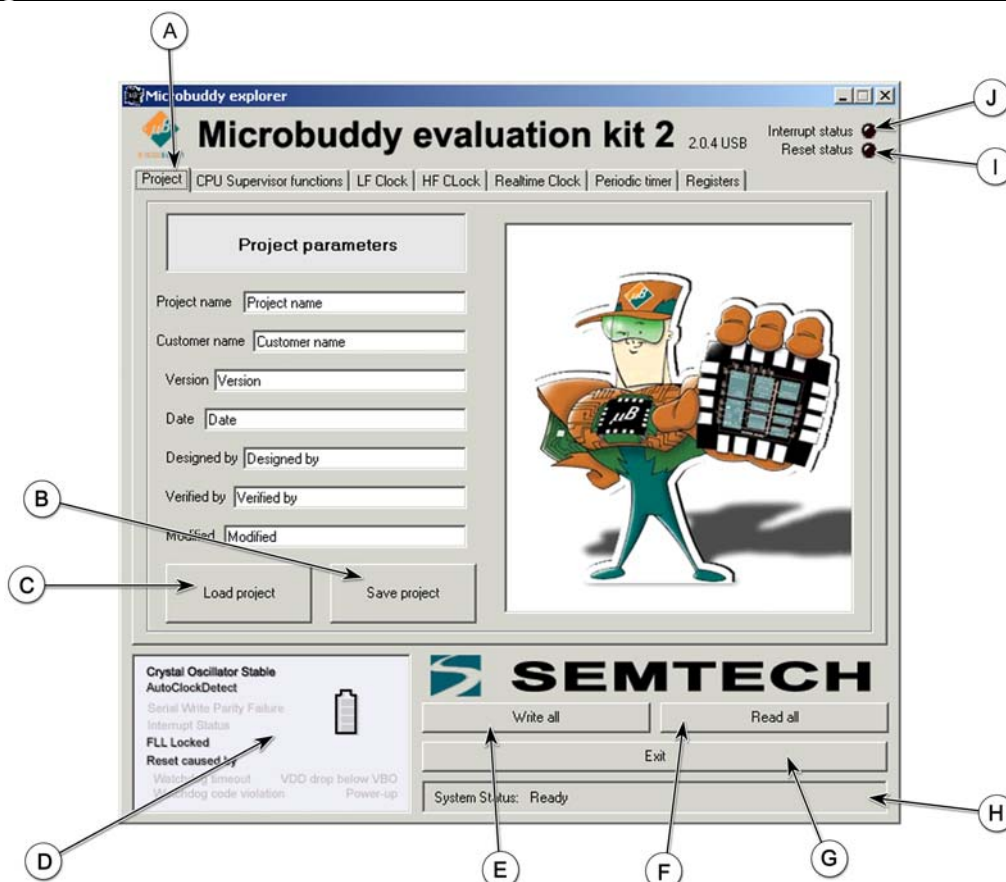 A
Microbuddy explorer
J
Microbuddy evaluation kit 2 2.0.4 USB
Interrupt status
Reset status
I
Project CPU Supervisor functions LF Clock HF CLock Realtime Clock Periodic timer Registers
Project parameters
µB
Project name Project name
Customer name Customer name
Version Version
Date Date
Designed by Designed by
Verified by Verified by
Modified Modified
B
C
Load project Save project
Crystal Oscillator Stable
AutoClockDetect
Serial Write Parity Failure
Interrupt Status
FLL Locked
Reset caused by
Watchdog timeout VDD drop below VBO
Watchdog code violation Power-up
SEMTECH
Write all Read all
Exit
System Status: Ready
H
D
E
F
G